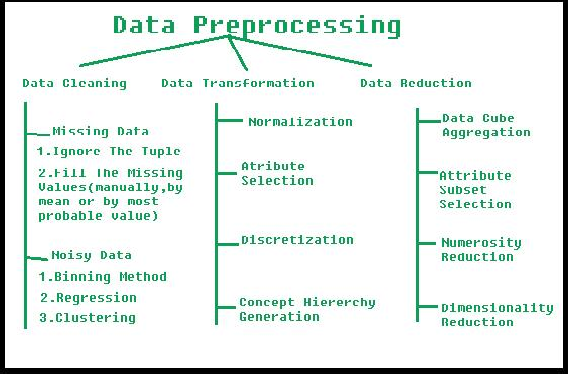 Data Preprocessing
Data Cleaning
Missing Data
1.Ignore The Tuple
2.Fill The Missing
Values(manually,by
mean or by most
probable value)
Noisy Data
1.Binning Method
2.Regression
3.Clustering
Data Transformation
Normalization
Atribute
Selection
Discretization
Concept Hiererchy
Generation
Data Reduction
Data Cube
Aggregation
Attribute
Subset
Selection
Numerosity
Reduction
Dimensionality
Reduction